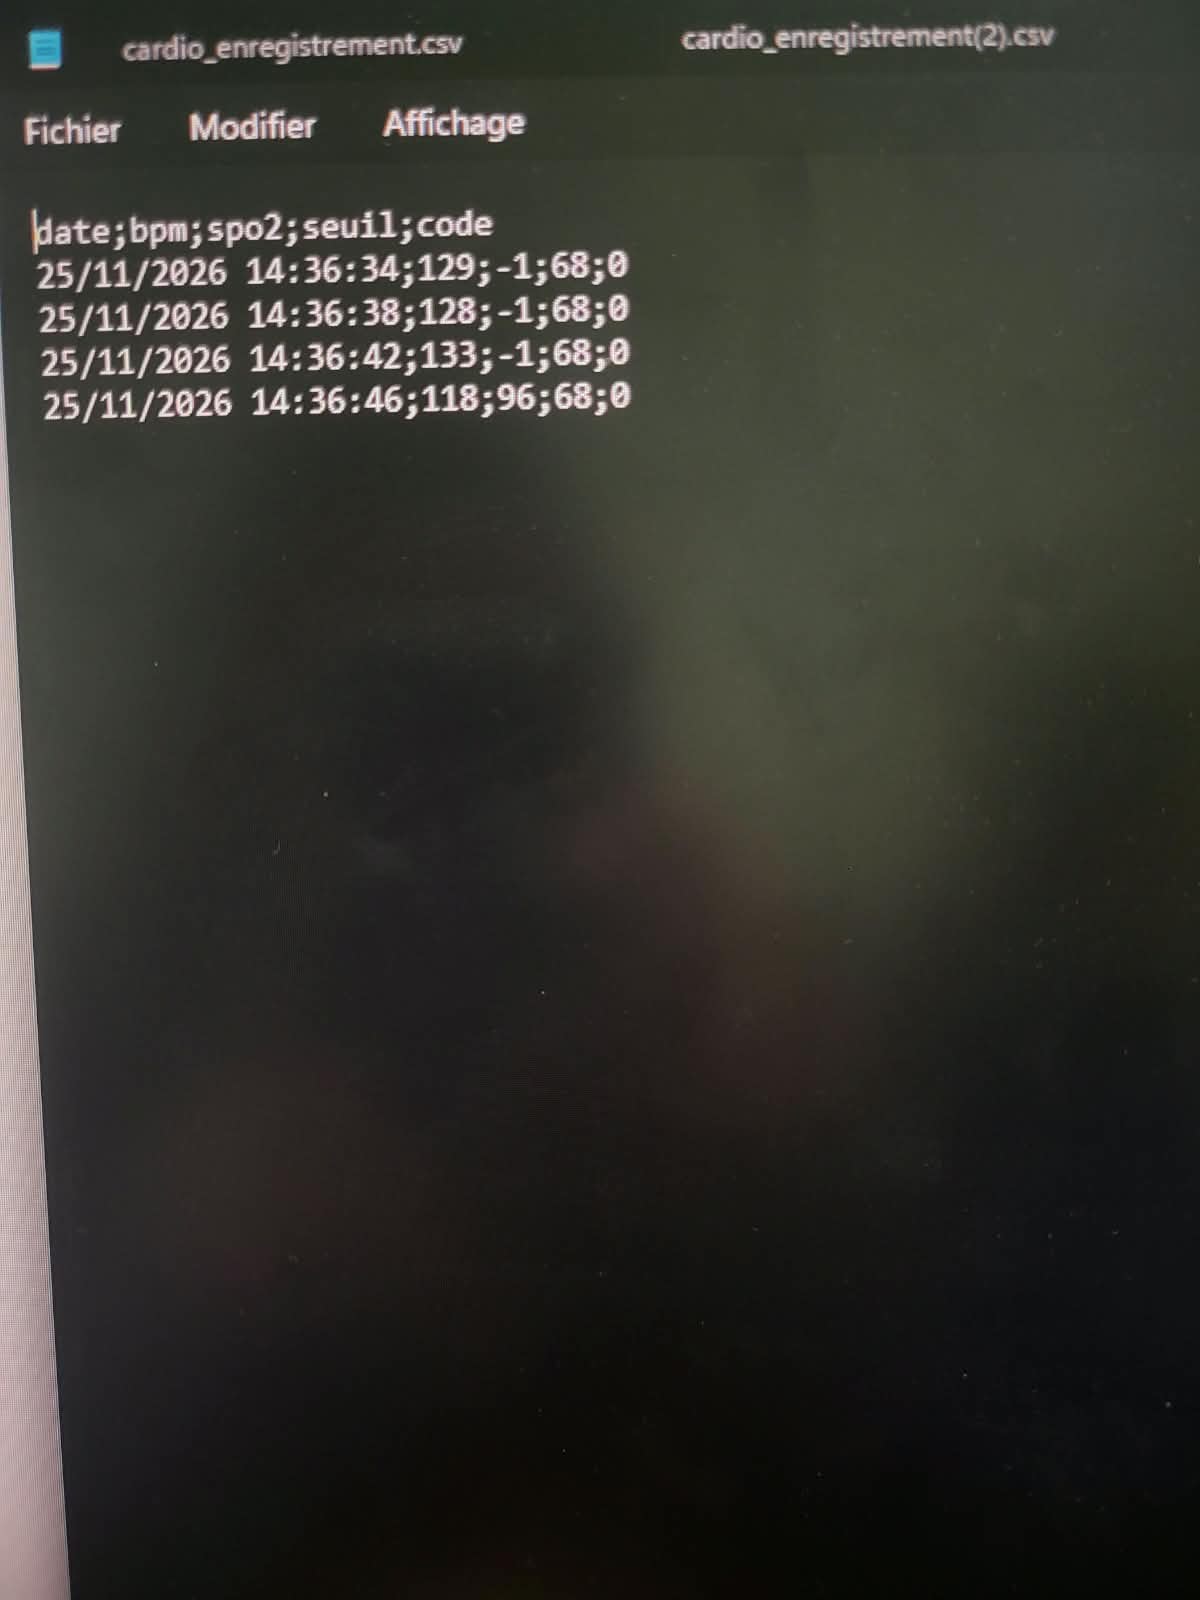 cardio_enregistrement.csv cardio_enregistrement(2).csv
Fichier Modifier Affichage
date;bpm;spo2;seuil;code
25/11/2026 14:36:34;129;-1;68;0
25/11/2026 14:36:38;128;-1;68;0
25/11/2026 14:36:42;133;-1;68;0
25/11/2026 14:36:46;118;96;68;0